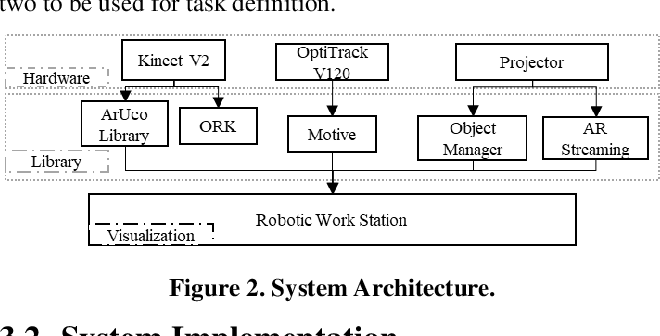 two to be used for task definition.
Kinect V2
OptiTrack
V120
Projector
Hardware
ArUco
Library
ORK
Motive
Object
Manager
AR
Streaming
Library
Robotic Work Station
Visualization
Figure 2. System Architecture.
3.2 System Implementation